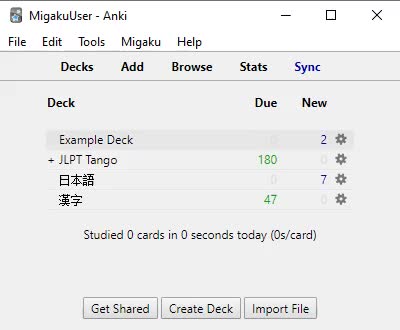 MigakuUser - Anki
File Edit Tools Migaku Help
Decks Add Browse Stats Sync
Deck Due New
Example Deck 0 2
+ JLPT Tango 180 0
日本語 0 7
漢字 47 0
Studied 0 cards in 0 seconds today (0s/card)
Get Shared Create Deck Import File